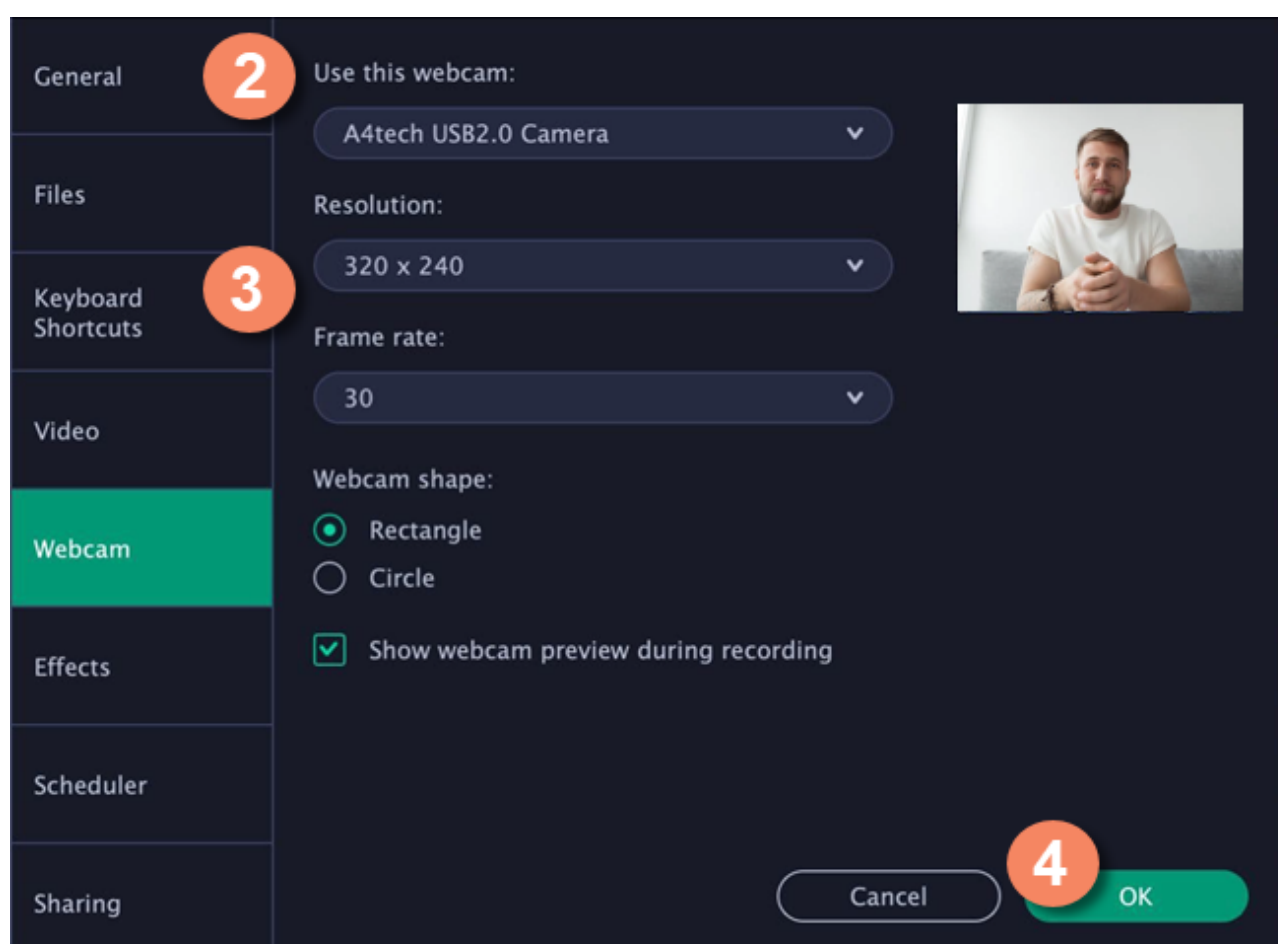 General
Files
Keyboard
Shortcuts
Video
Webcam
Effects
Scheduler
Sharing
2
Use this webcam:
A4tech USB2.0 Camera
Resolution:
3
320 x 240
Frame rate:
30
Webcam shape:
Rectangle
Circle
Show webcam preview during recording
Cancel
4
OK